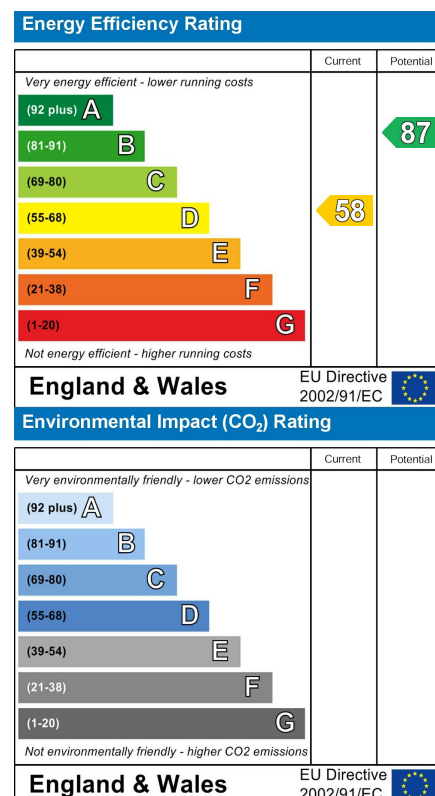 Energy Efficiency Rating
Current Potential
Very energy efficient - lower running costs
(92 plus) A
(81-91) B
87
(69-80) C
(55-68) D
58
(39-54) E
(21-38) F
(1-20) G
Not energy efficient - higher running costs
England & Wales
EU Directive
2002/91/EC
Environmental Impact (CO₂) Rating
Current Potential
Very environmentally friendly - lower CO2 emissions
(92 plus) A
(81-91) B
(69-80) C
(55-68) D
(39-54) E
(21-38) F
(1-20) G
Not environmentally friendly - higher CO2 emissions
England & Wales
EU Directive
2002/91/EC